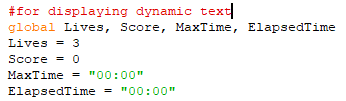 #for displaying dynamic text
global Lives, Score, MaxTime, ElapsedTime
Lives = 3
Score = 0
MaxTime = "00:00"
ElapsedTime = "00:00"